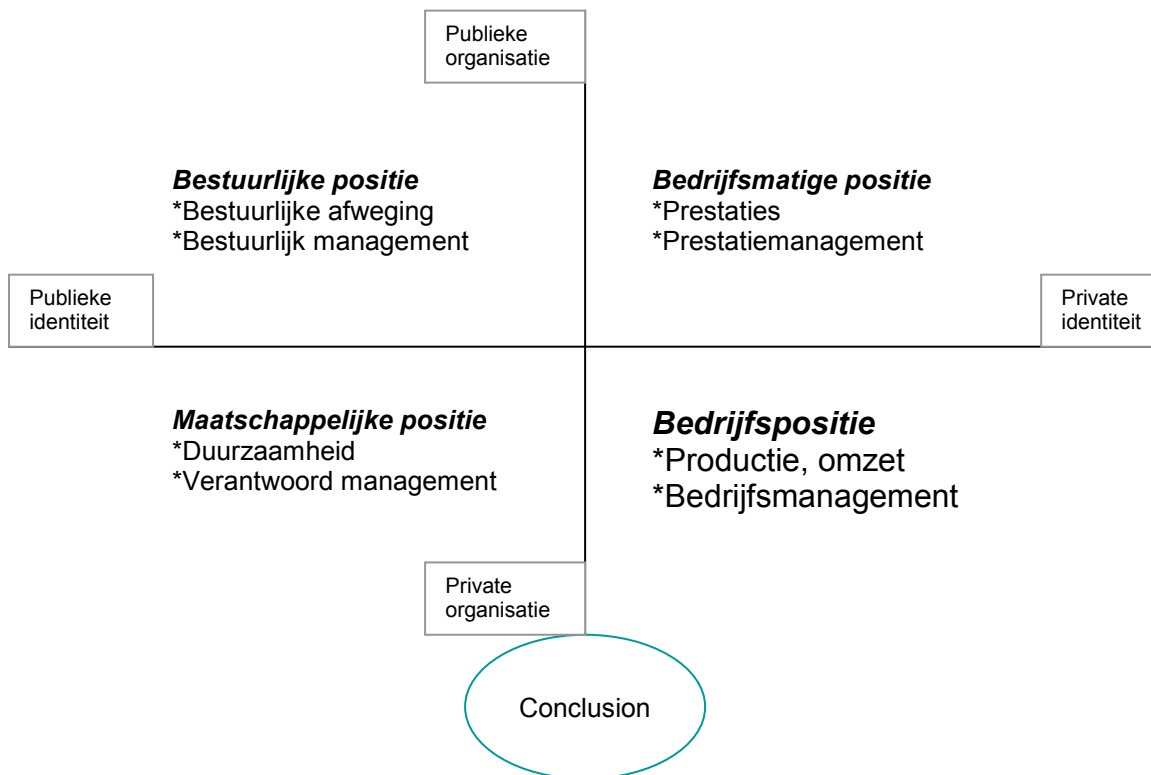 Publieke
organisatie
Bestuurlijke positie
*Bestuurlijke afweging
*Bestuurlijk management
Bedrijfsmatige positie
*Prestaties
*Prestatiemanagement
Publieke
identiteit
Private
identiteit
Maatschappelijke positie
*Duurzaamheid
*Verantwoord management
Bedrijfspositie
*Productie, omzet
*Bedrijfsmanagement
Private
organisatie
Conclusion